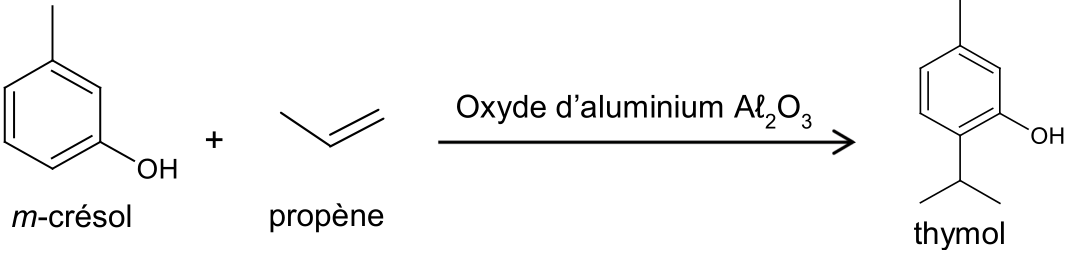 Oxyde d'aluminium Aℓ₂O₃
+
OH
OH
m-crésol
propène
thymol